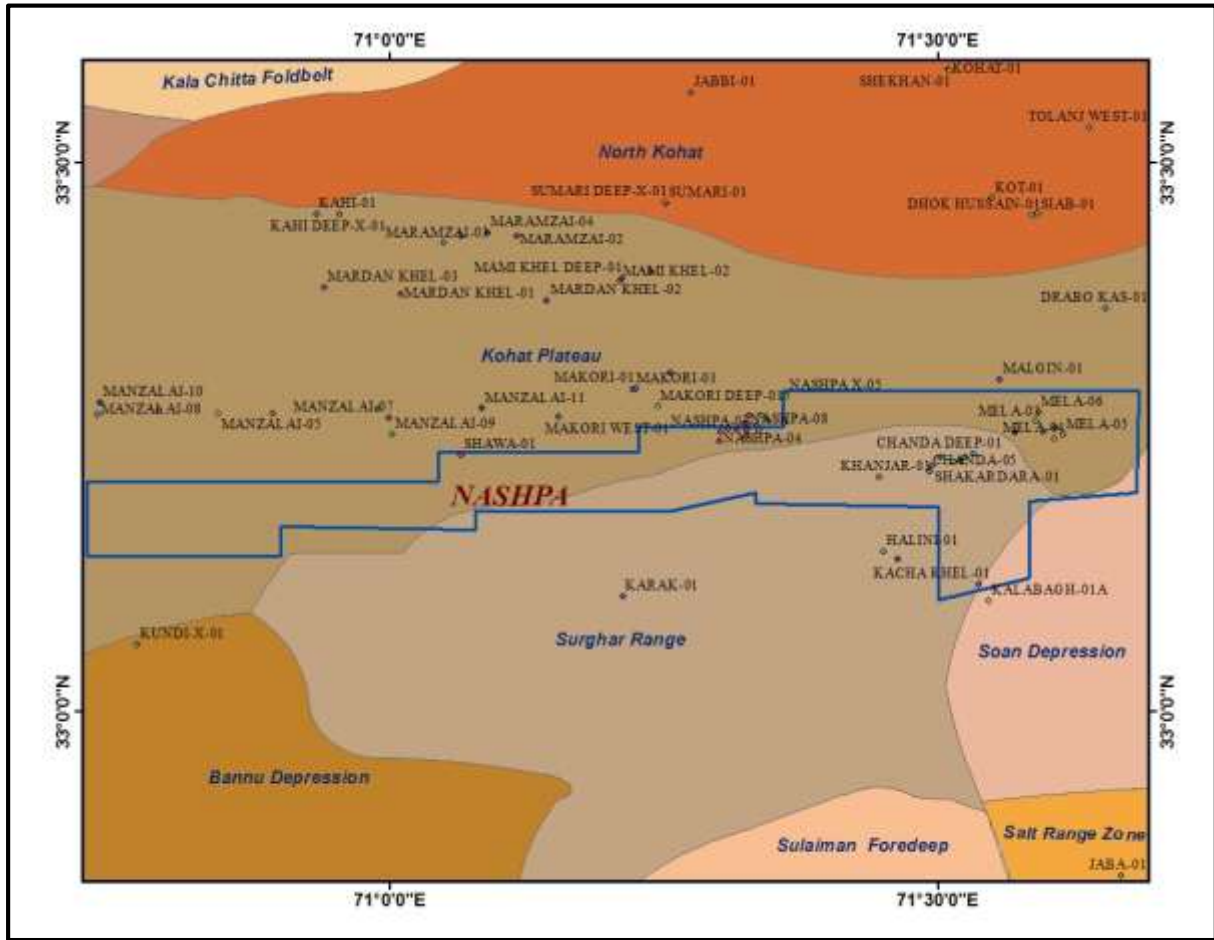 71°0'0"E
71°30'0"E
Kala Chitta Foldbelt
KOHAT-01
SHEKHAN-01
JABBI-01
TOLANJ WEST-01
North Kohat
33°30'0"N
33°30'0"N
SUMARI DEEP-X-01
SUMARI-01
KOT-01
DHOK HUSSAIN-01
SIAB-01
KAHI-01
KAHI DEEP-X-01
MARAMZAI-04
MARAMZAI-02
MAMI KHEL DEEP-01
MAMI KHEL-02
MARDAN KHEL-03
MARDAN KHEL-01
MARDAN KHEL-02
DRABO KAS-01
Kohat Plateau
MAKORI-01
MAKORI-01
MALGIN-01
NASHPA X-05
MANZALAI-10
MANZALAI-08
MANZALAI-05
MANZALAI-07
MANZALAI-09
MANZALAI-11
MAKORI DEEP-01
MAKORI WEST-01
NASHPA-08
NASHPA-04
MELA-06
MELA-03
MELA-05
SHAWA-01
CHANDA DEEP-01
CHANDA-05
KHANJAR-01
SHAKARDARA-01
NASHPA
HALINI-01
KACHA KHEL-01
KALABAGH-01A
KARAK-01
KUNDI-X-01
Surghar Range
Soan Depression
33°0'0"N
33°0'0"N
Bannu Depression
Sulaiman Foredeep
Salt Range Zone
JABA-01
71°0'0"E
71°30'0"E